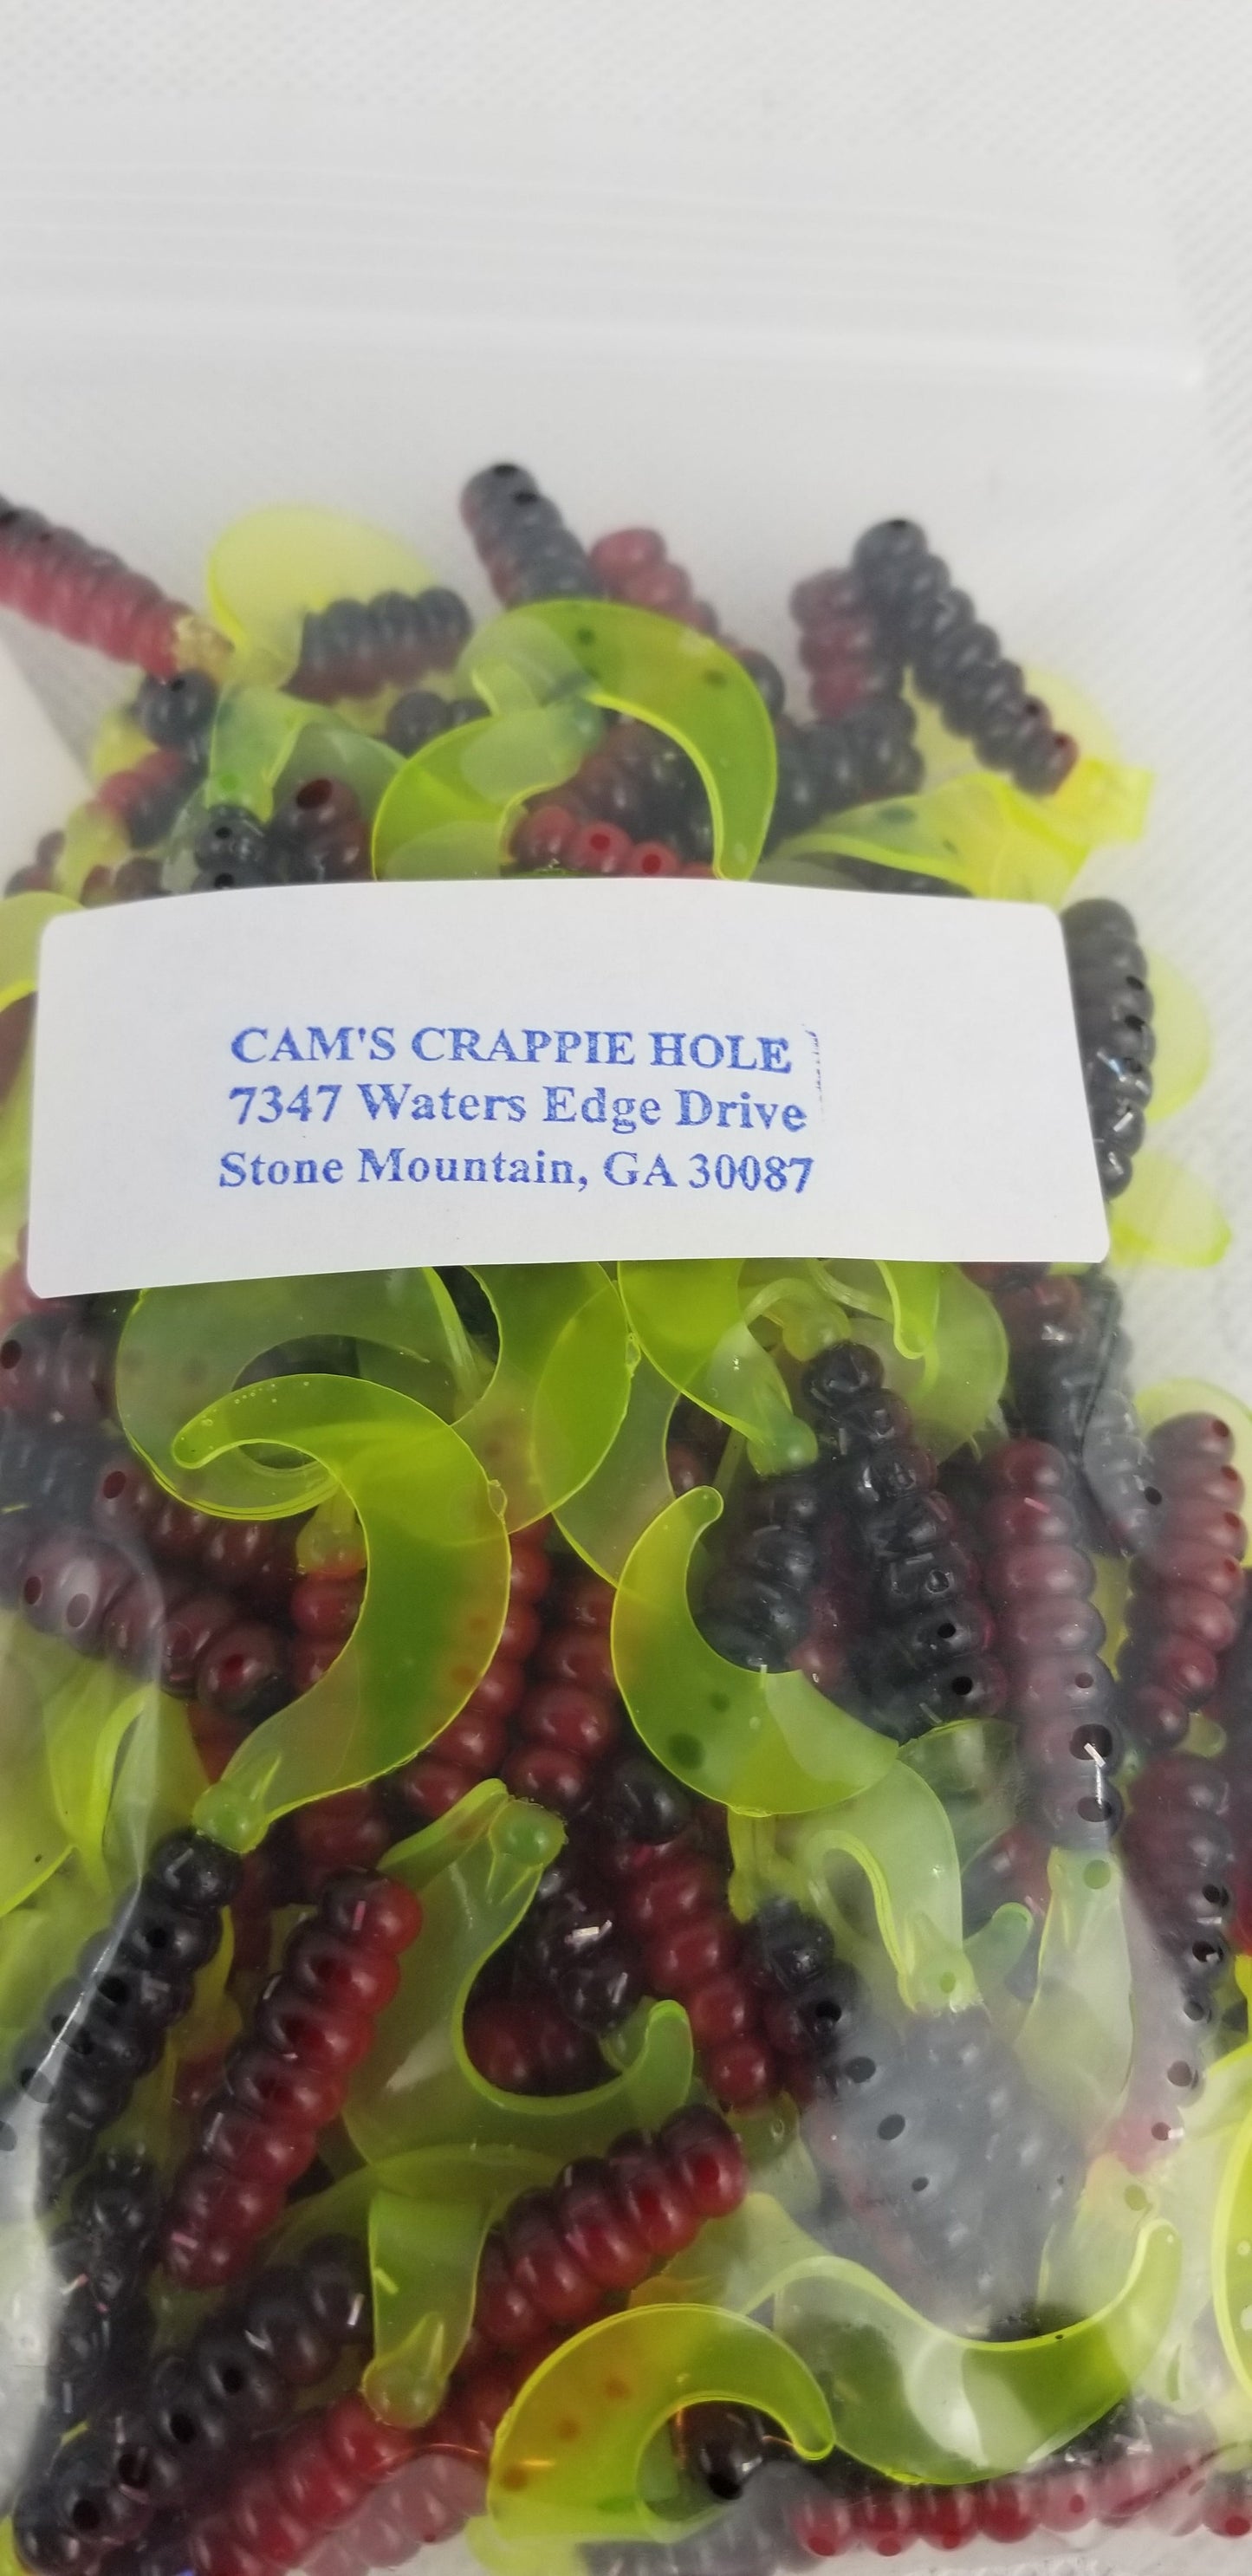 CAM'S CRAPPIE HOLE
7347 Waters Edge Drive
Stone Mountain, GA 30087